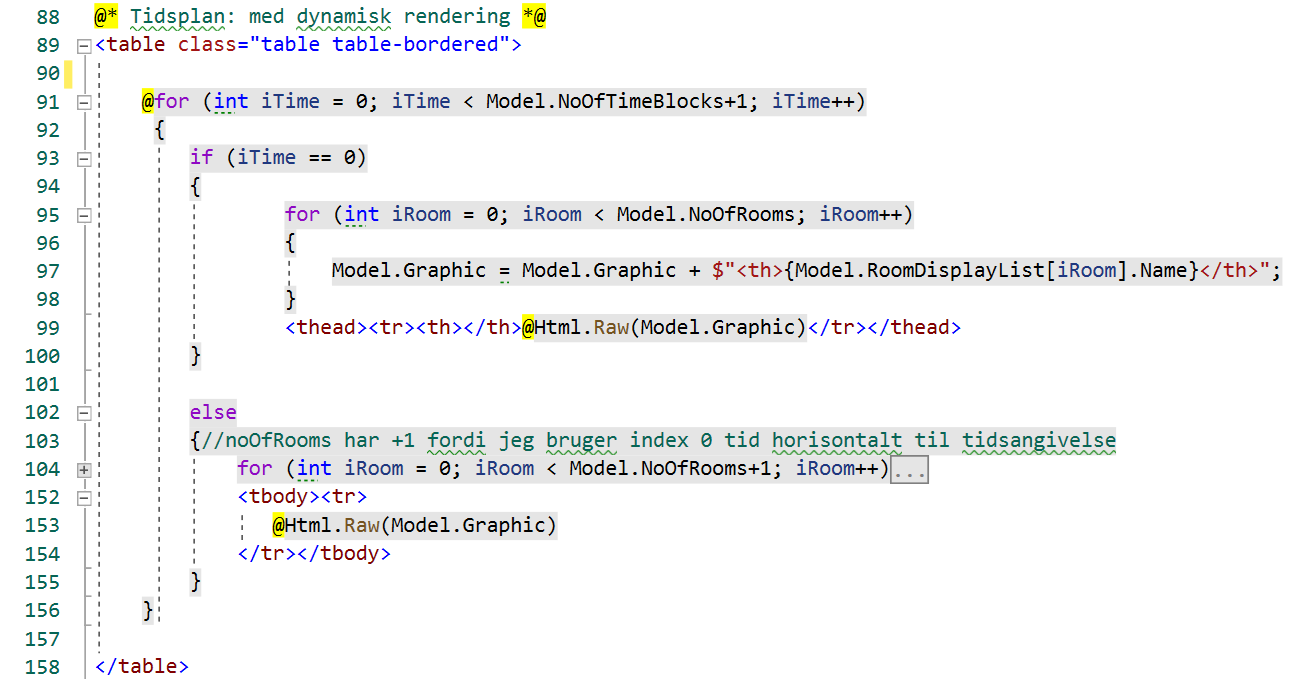 88 @* Tidsplan: med dynamisk rendering *@
89 <table class="table table-bordered">
90
91 @for (int iTime = 0; iTime < Model.NoOfTimeBlocks+1; iTime++)
92 {
93 if (iTime == 0)
94 {
95 for (int iRoom = 0; iRoom < Model.NoOfRooms; iRoom++)
96 {
97 Model.Graphic = Model.Graphic + $"<th>{Model.RoomDisplayList[iRoom].Name}</th>";
98 }
99 <thead><tr><th></th>@Html.Raw(Model.Graphic)</tr></thead>
100 }
101
102 else
103 {//noOfRooms har +1 fordi jeg bruger index 0 tid horisontalt til tidsangivelse
104 for (int iRoom = 0; iRoom < Model.NoOfRooms+1; iRoom++)...
152 <tbody><tr>
153 @Html.Raw(Model.Graphic)
154 </tr></tbody>
155 }
156 }
157
158 </table>